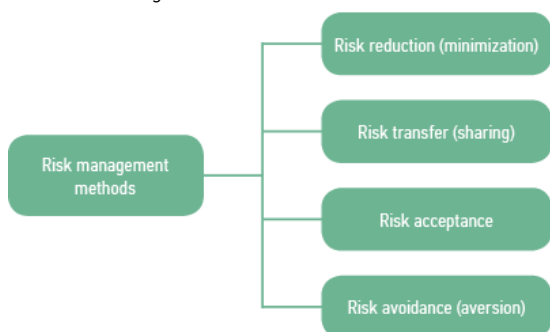 Risk reduction (minimization)
Risk transfer (sharing)
Risk management
methods
Risk acceptance
Risk avoidance (aversion)